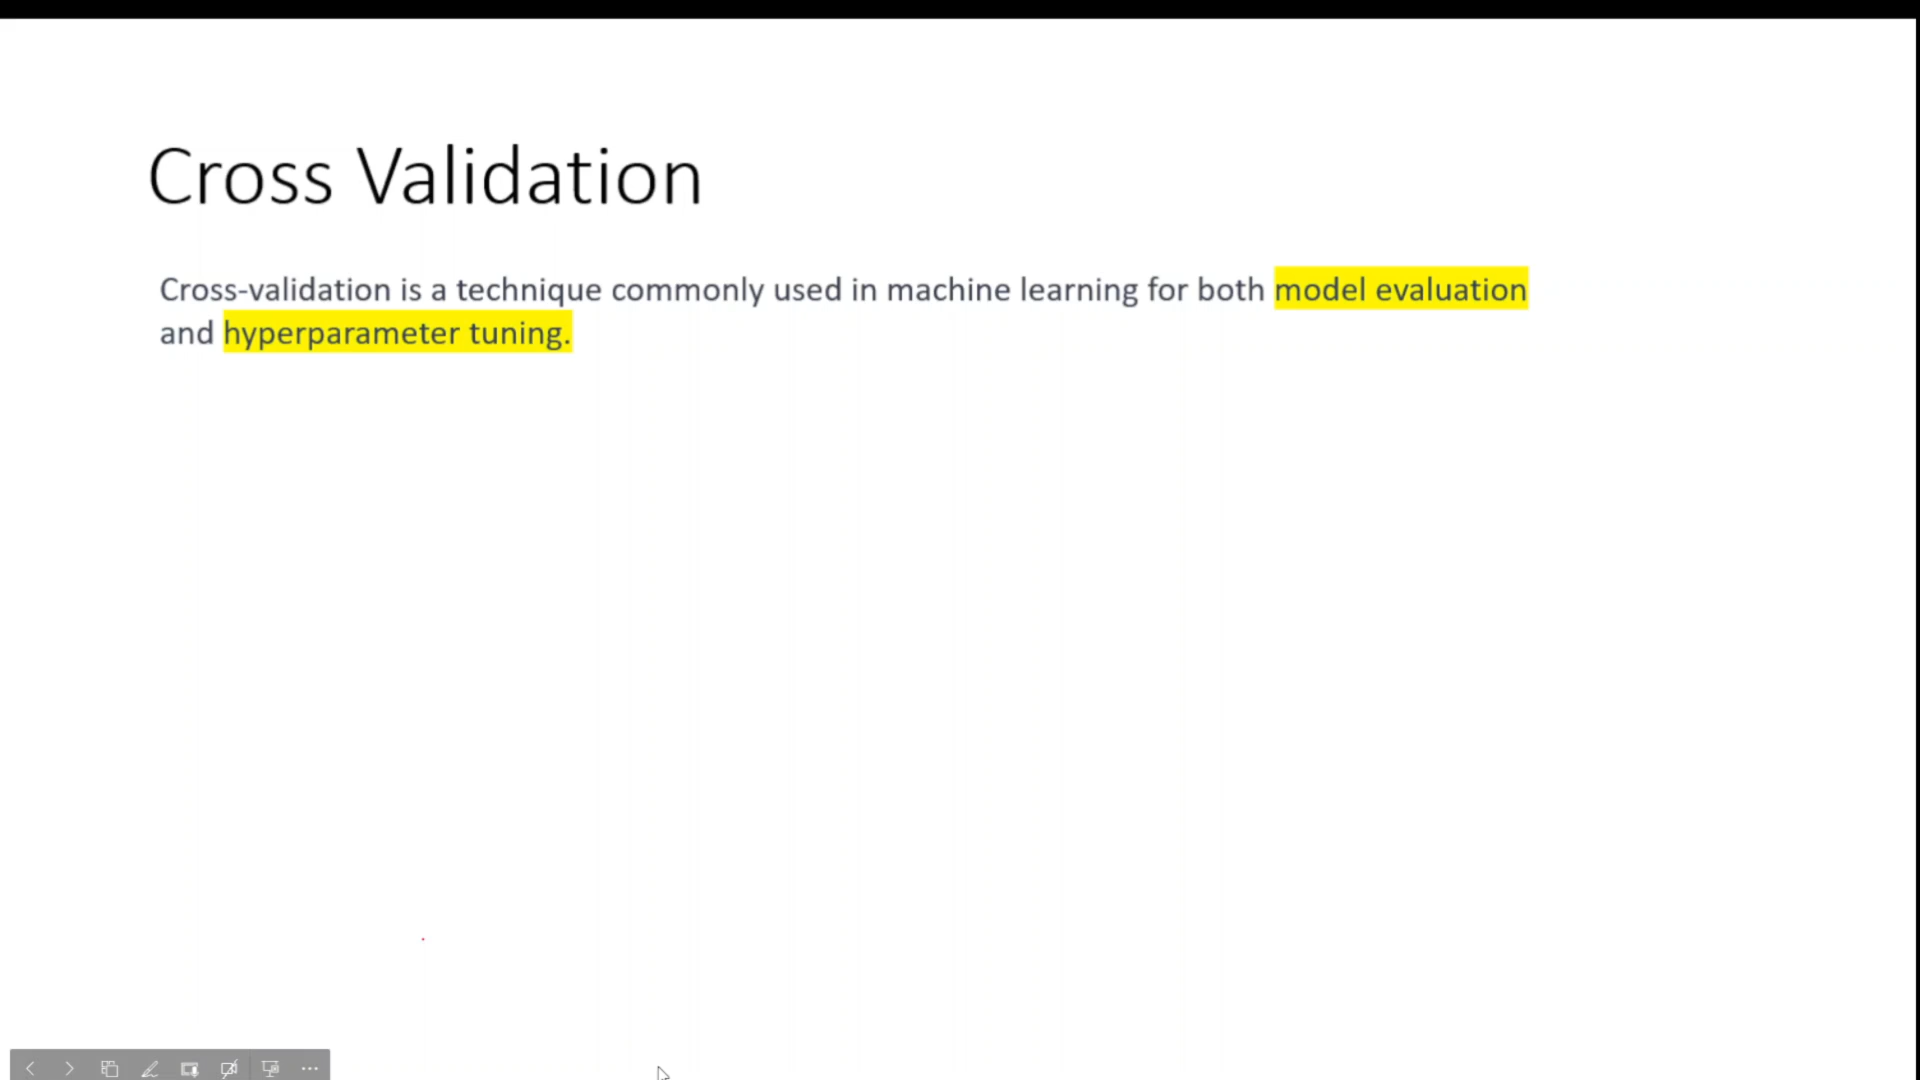 Cross Validation
Cross-validation is a technique commonly used in machine learning for both model evaluation
and hyperparameter tuning.